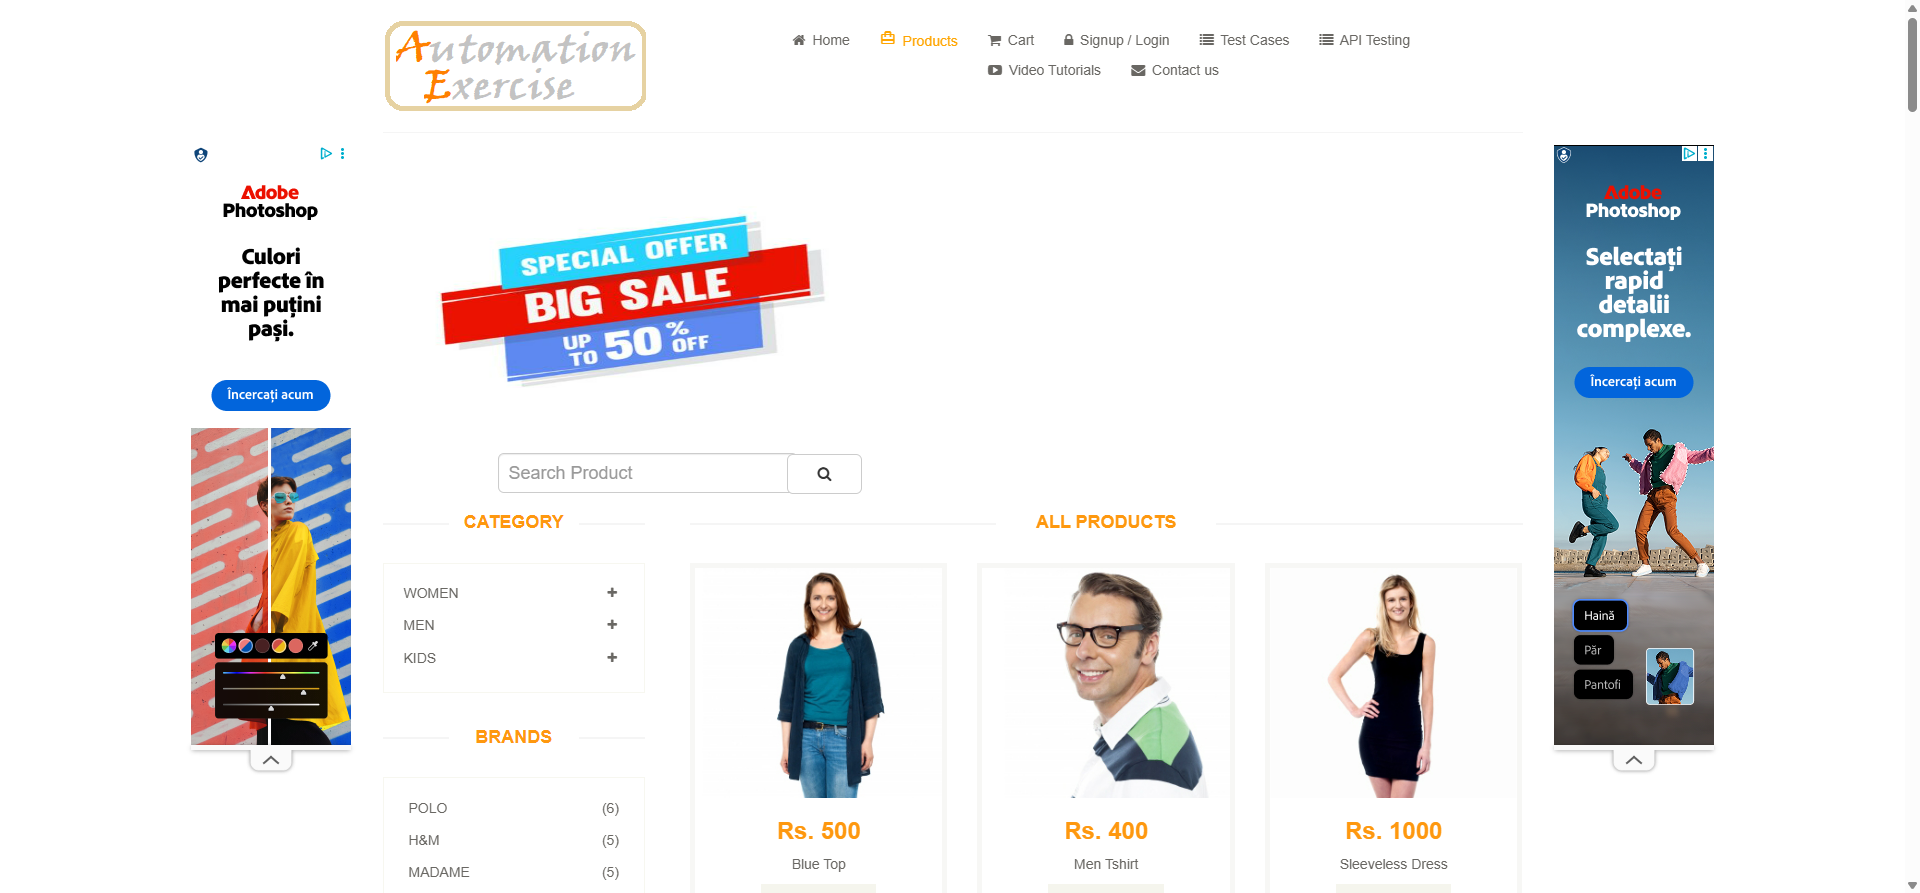 Automation
Exercise
Home
Products
Cart
Signup / Login
Test Cases
API Testing
Video Tutorials
Contact us
Adobe
Photoshop
Culori
perfecte în
mai puțini
pași.
Încercați acum
SPECIAL OFFER
BIG SALE
UP TO 50% OFF
Search Product
CATEGORY
WOMEN
MEN
KIDS
BRANDS
POLO (6)
H&M (5)
MADAME (5)
ALL PRODUCTS
Rs. 500
Blue Top
Rs. 400
Men Tshirt
Rs. 1000
Sleeveless Dress
Adobe
Photoshop
Selectați
rapid
detalii
complexe.
Încercați acum
Haină
Păr
Pantofi